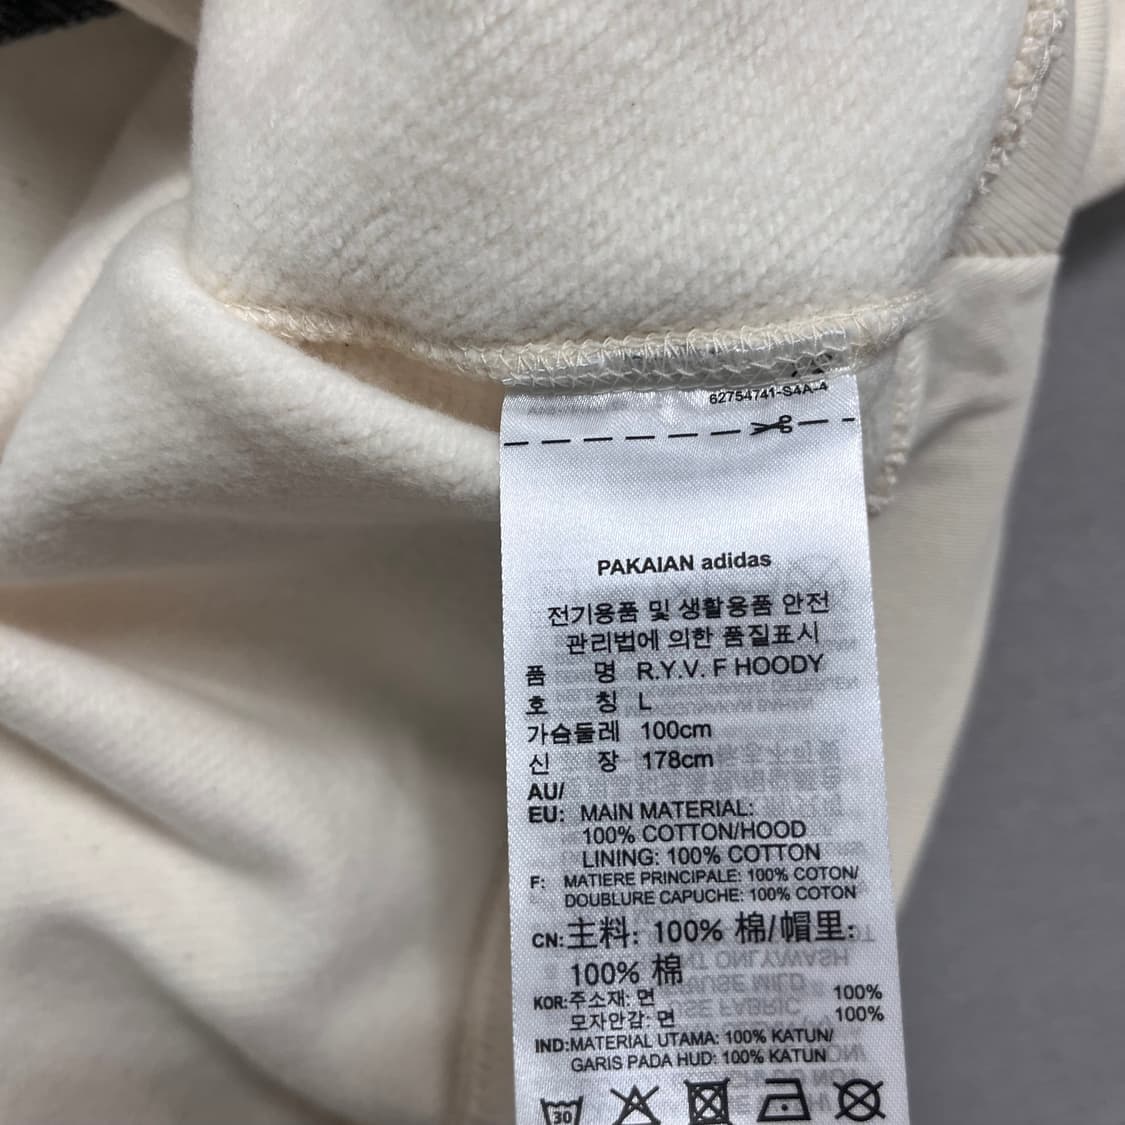 62754741-S4A-4
PAKAIAN adidas
전기용품 및 생활용품 안전
관리법에 의한 품질표시
품 명 R.Y.V. F HOODY
호 칭 L
가슴둘레 100cm
신 장 178cm
AU/
EU: MAIN MATERIAL:
100% COTTON/HOOD
LINING: 100% COTTON
F: MATIERE PRINCIPALE: 100% COTON/
DOUBLURE CAPUCHE: 100% COTON
CN: 主料: 100% 棉/帽里:
100% 棉
KOR: 주소재: 면 100%
모자안감: 면 100%
IND: MATERIAL UTAMA: 100% KATUN/
GARIS PADA HUD: 100% KATUN
30